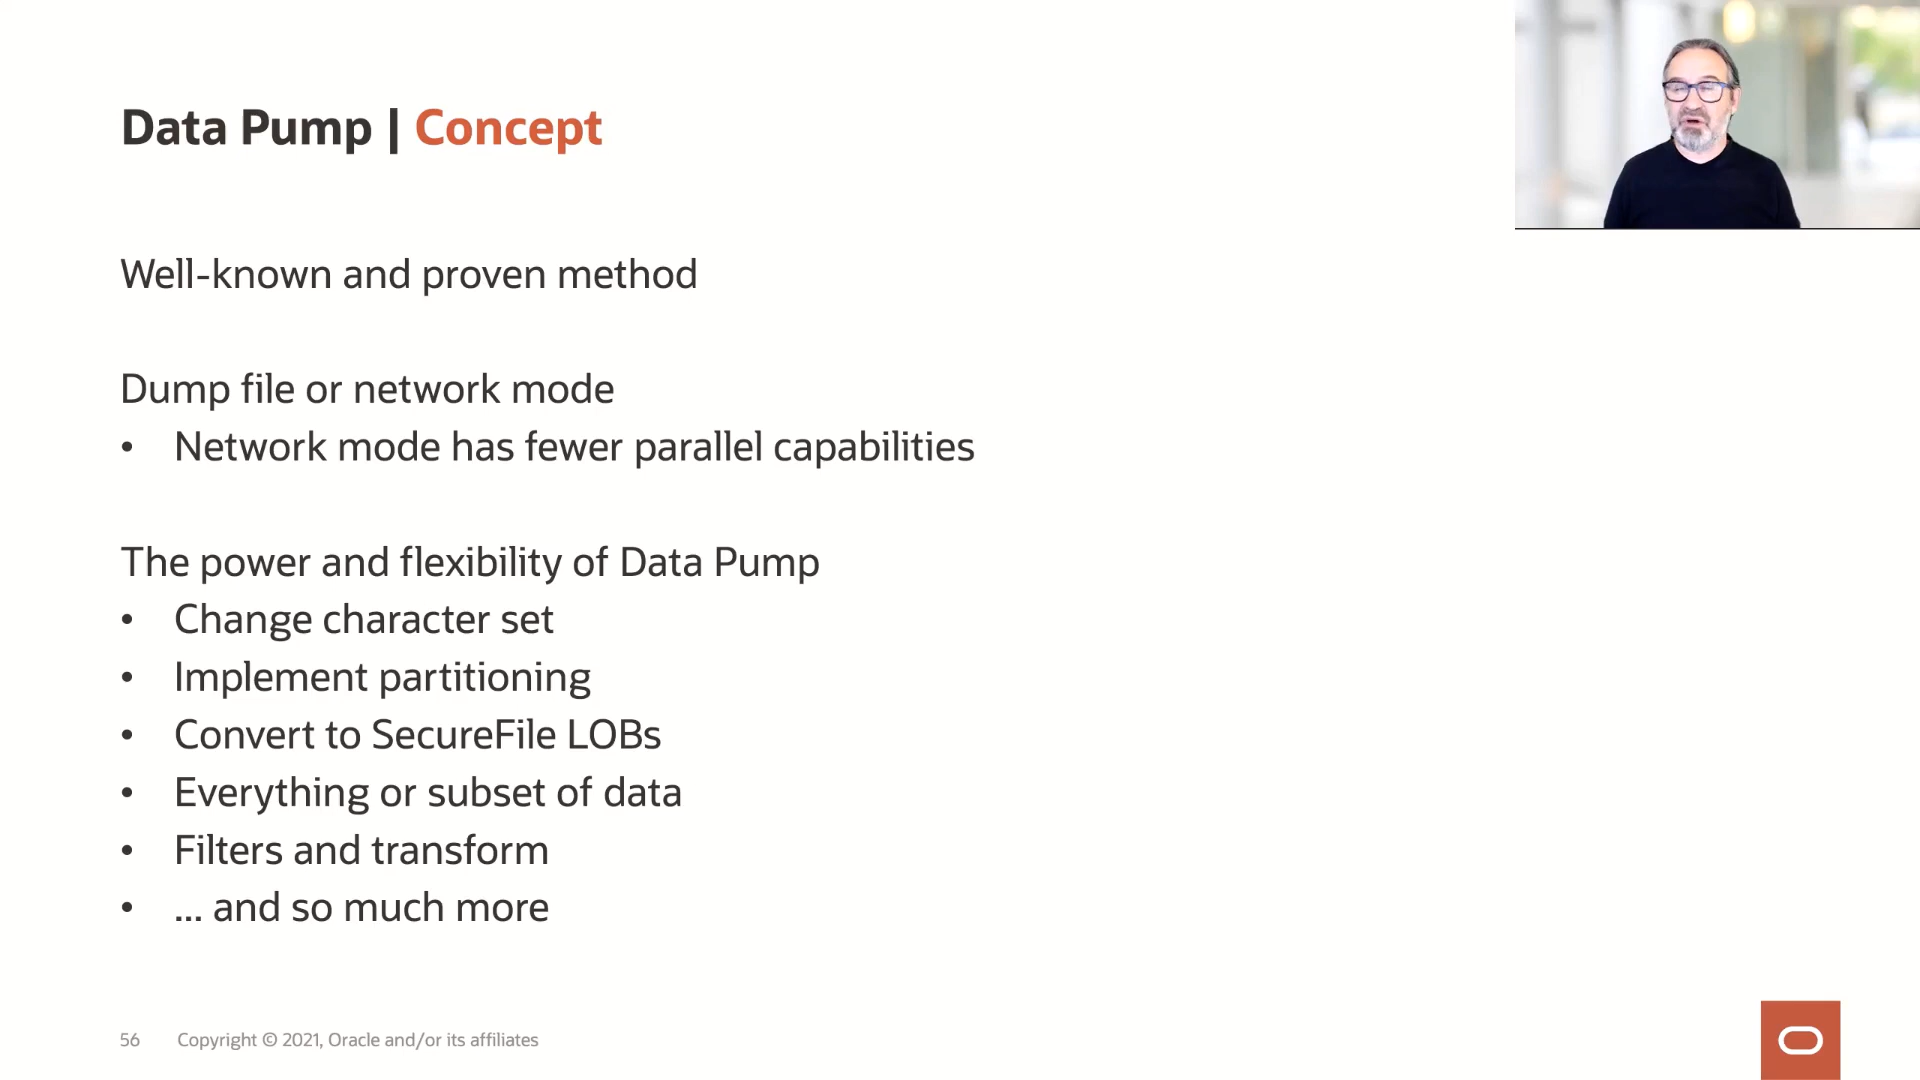 Data Pump | Concept
Well-known and proven method
Dump file or network mode
• Network mode has fewer parallel capabilities
The power and flexibility of Data Pump
• Change character set
• Implement partitioning
• Convert to SecureFile LOBs
• Everything or subset of data
• Filters and transform
• ... and so much more
56 Copyright © 2021, Oracle and/or its affiliates